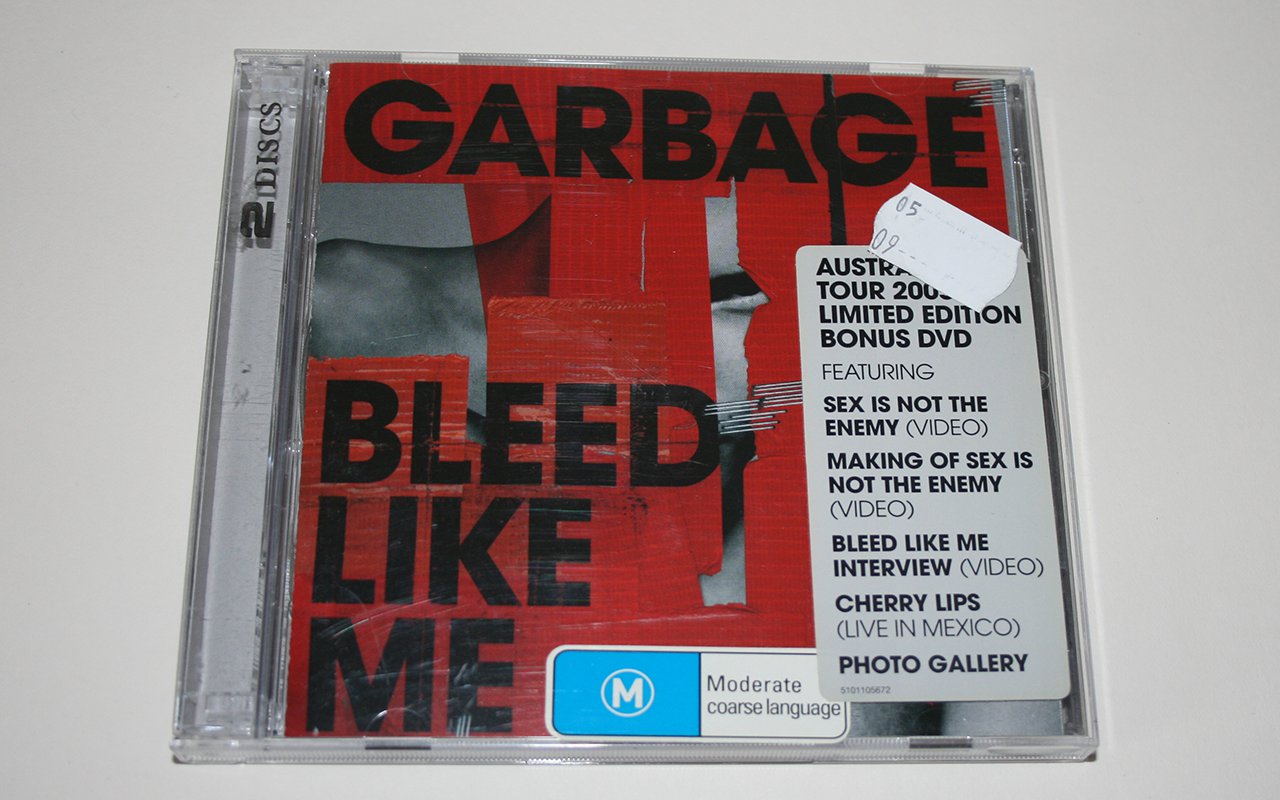 2 DISCS
GARBAGE
BLEED
LIKE
ME
05
09
TOUR
LIMITED EDITION
BONUS DVD
FEATURING
SEX IS NOT THE
ENEMY (VIDEO)
MAKING OF SEX IS
NOT THE ENEMY
(VIDEO)
BLEED LIKE ME
INTERVIEW (VIDEO)
CHERRY LIPS
(LIVE IN MEXICO)
PHOTO GALLERY
5101105672
M
Moderate
coarse language